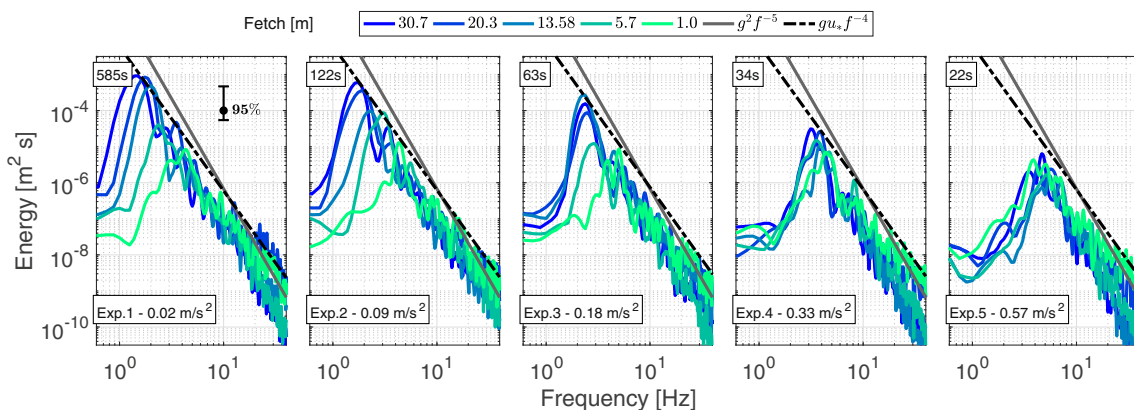 Fetch [m] 30.7 20.3 13.58 5.7 1.0 g²f⁻⁵ gu*f⁻⁴
585s 122s 63s 34s 22s
95%
Energy [m² s]
10⁻⁴
10⁻⁶
10⁻⁸
10⁻¹⁰
Exp.1 - 0.02 m/s² Exp.2 - 0.09 m/s² Exp.3 - 0.18 m/s² Exp.4 - 0.33 m/s² Exp.5 - 0.57 m/s²
10⁰ 10¹ 10⁰ 10¹ 10⁰ 10¹ 10⁰ 10¹ 10⁰ 10¹
Frequency [Hz]